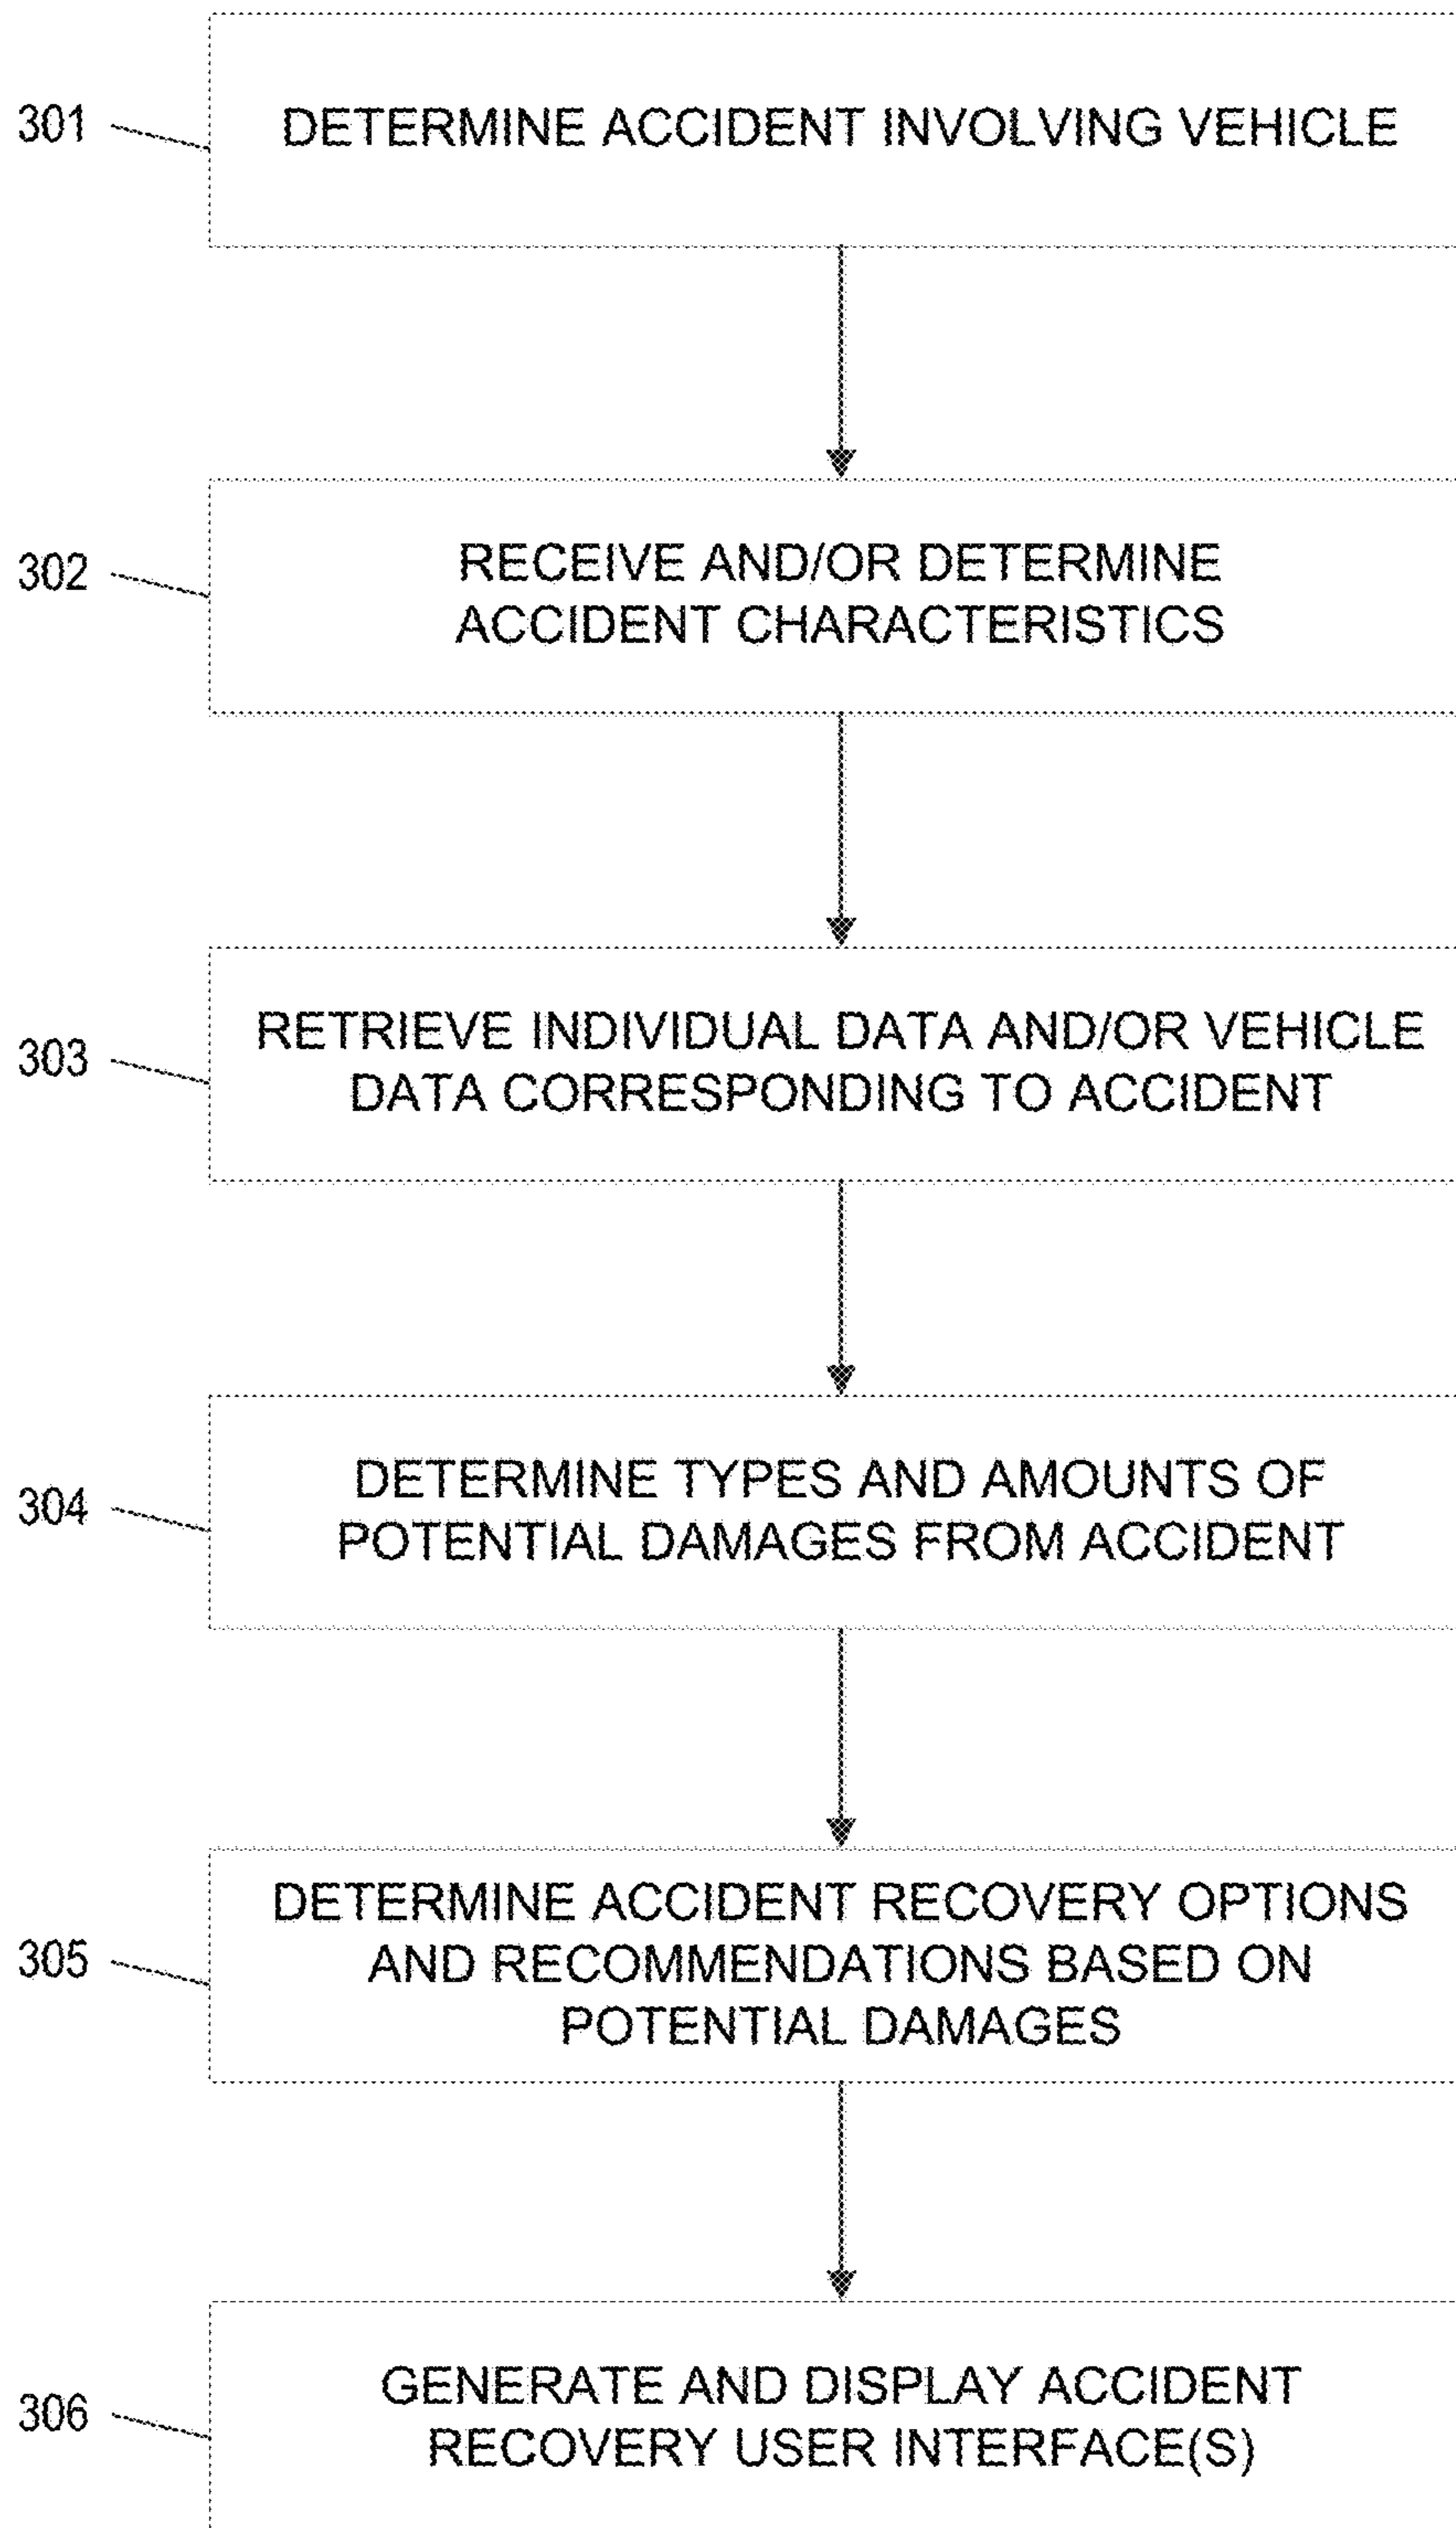 301
DETERMINE ACCIDENT INVOLVING VEHICLE
302
RECEIVE AND/OR DETERMINE
ACCIDENT CHARACTERISTICS
303
RETRIEVE INDIVIDUAL DATA AND/OR VEHICLE
DATA CORRESPONDING TO ACCIDENT
304
DETERMINE TYPES AND AMOUNTS OF
POTENTIAL DAMAGES FROM ACCIDENT
305
DETERMINE ACCIDENT RECOVERY OPTIONS
AND RECOMMENDATIONS BASED ON
POTENTIAL DAMAGES
306
GENERATE AND DISPLAY ACCIDENT
RECOVERY USER INTERFACE(S)